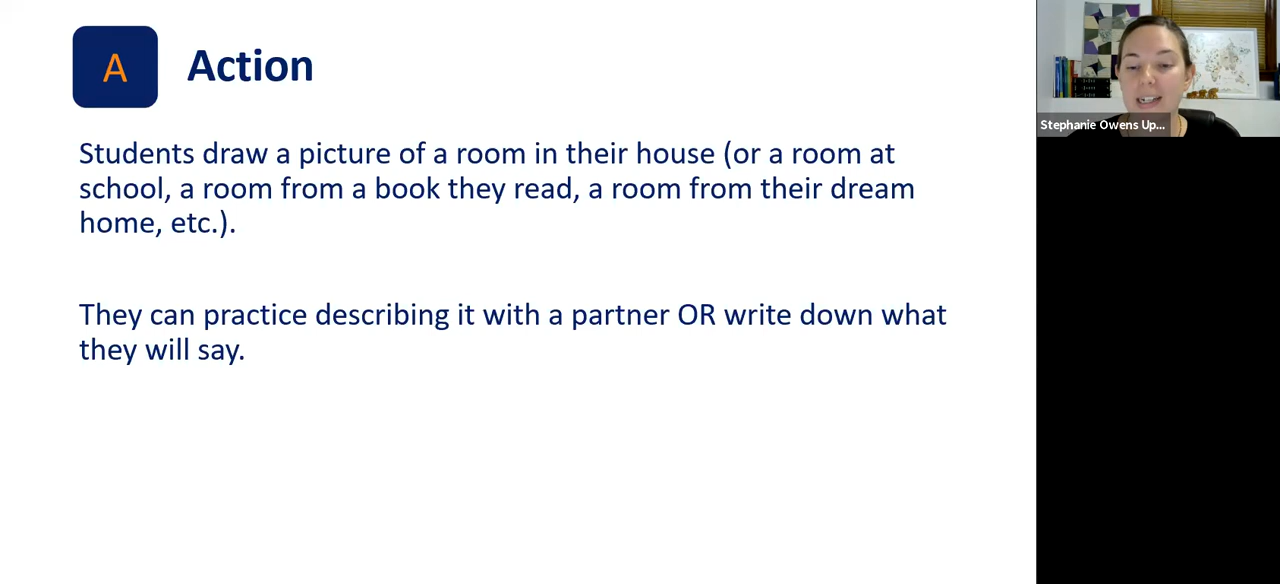 A
Action
Students draw a picture of a room in their house (or a room at
school, a room from a book they read, a room from their dream
home, etc.).
They can practice describing it with a partner OR write down what
they will say.
Stephanie Owens Up...